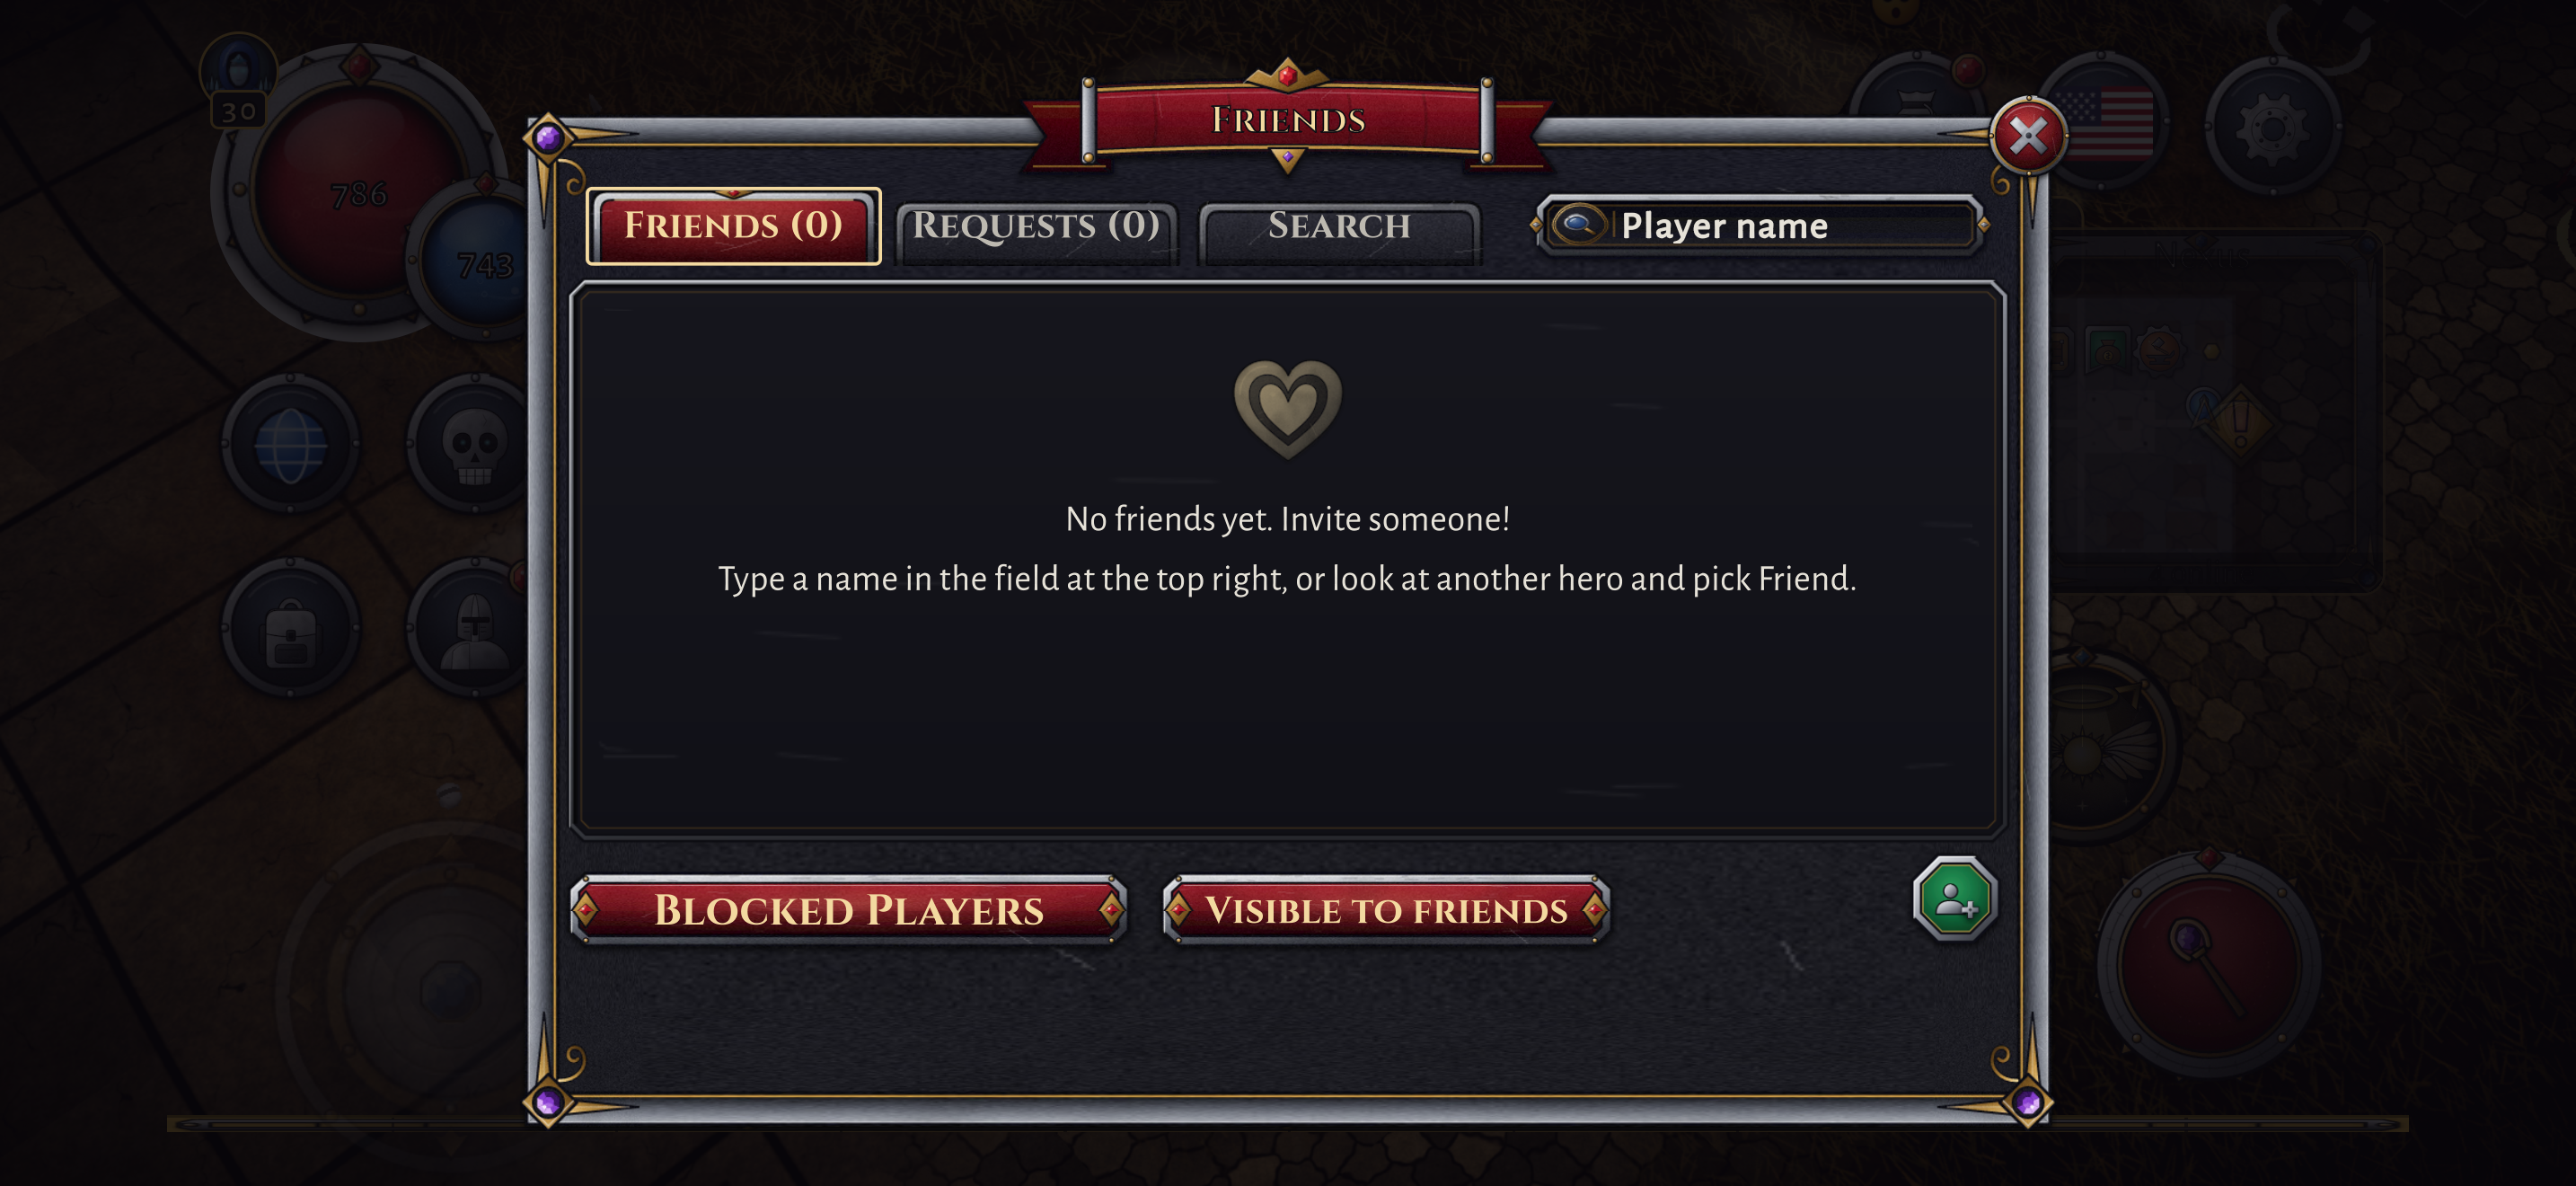 30
786
743
Friends
Friends (0)
Requests (0)
Search
Player name
No friends yet. Invite someone!
Type a name in the field at the top right, or look at another hero and pick Friend.
Blocked Players
Visible to friends